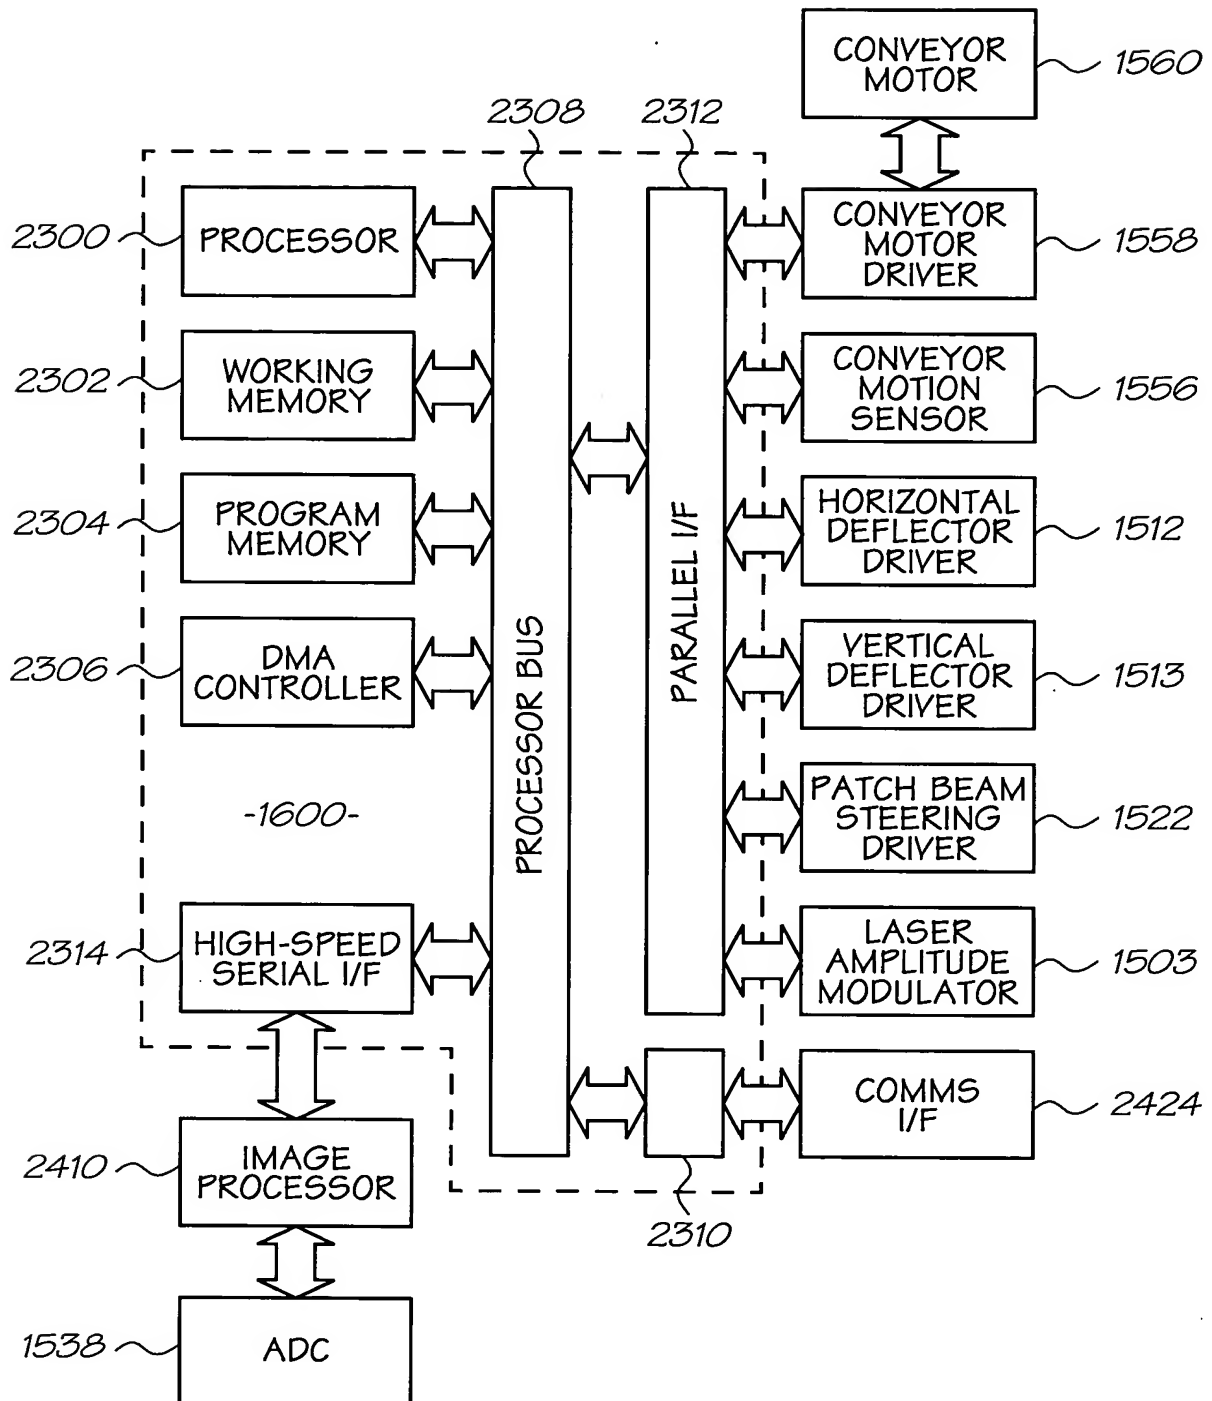 CONVEYOR
MOTOR
1560
2308
2312
2300
PROCESSOR
CONVEYOR
MOTOR
DRIVER
1558
2302
WORKING
MEMORY
CONVEYOR
MOTION
SENSOR
1556
2304
PROGRAM
MEMORY
HORIZONTAL
DEFLECTOR
DRIVER
1512
2306
DMA
CONTROLLER
PROCESSOR BUS
PARALLEL I/F
VERTICAL
DEFLECTOR
DRIVER
1513
-1600-
PATCH BEAM
STEERING
DRIVER
1522
2314
HIGH-SPEED
SERIAL I/F
LASER
AMPLITUDE
MODULATOR
1503
COMMS
I/F
2424
2410
IMAGE
PROCESSOR
2310
1538
ADC